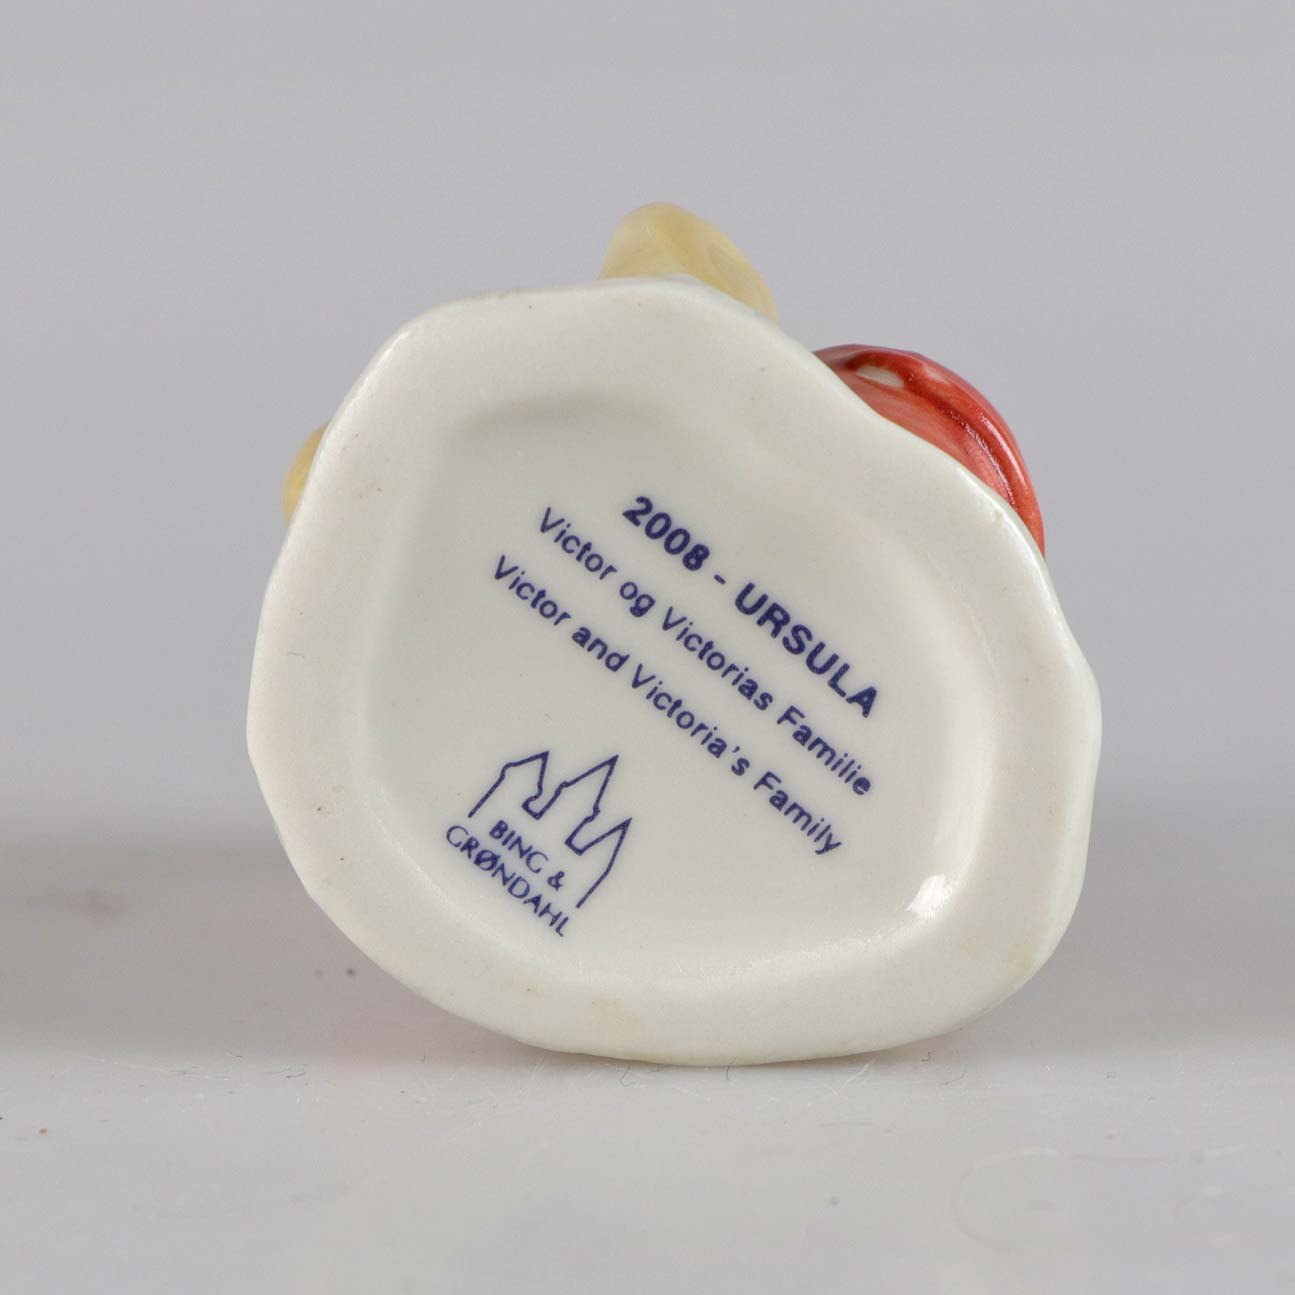 2008 - URSULA
Victor og Victorias Familie
Victor and Victoria's Family
BING &
GRØNDAHL